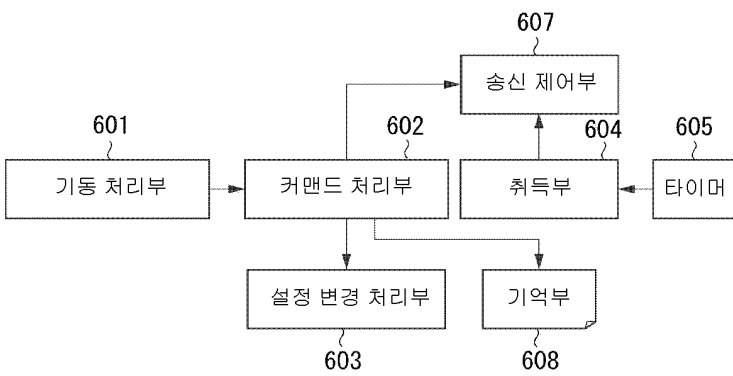 607
송신 제어부
601
602
604
605
기동 처리부
커맨드 처리부
취득부
타이머
설정 변경 처리부
기억부
603
608